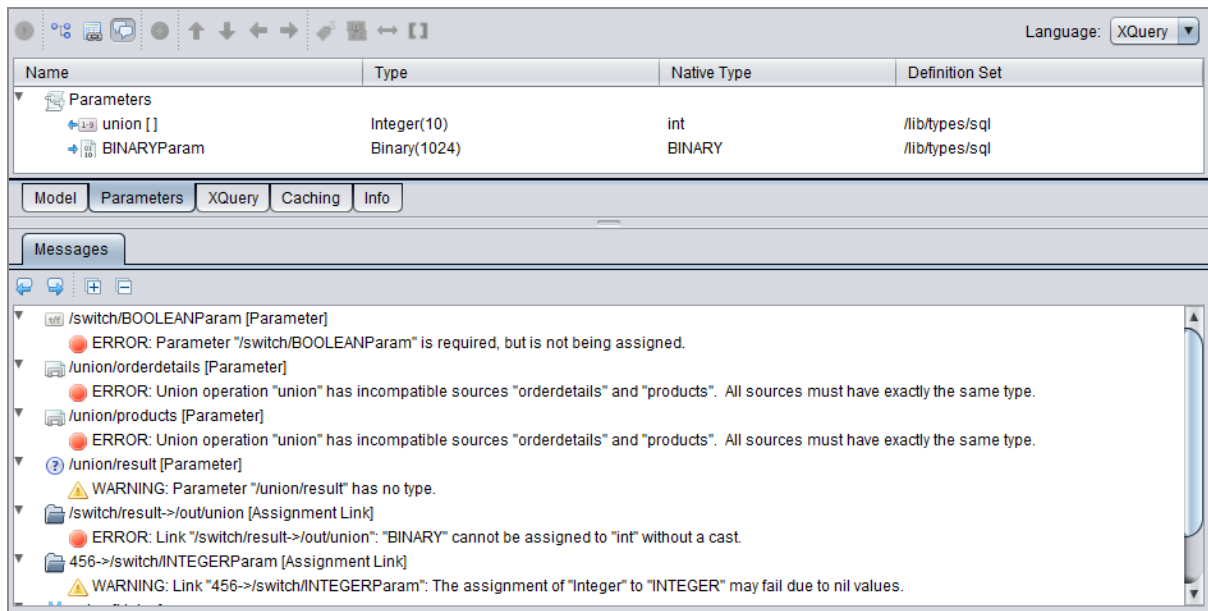 Language: XQuery
Name Type Native Type Definition Set
Parameters
1-9 union [ ] Integer(10) int /lib/types/sql
01 10 BINARYParam Binary(1024) BINARY /lib/types/sql
Model Parameters XQuery Caching Info
Messages
t/f /switch/BOOLEANParam [Parameter]
ERROR: Parameter "/switch/BOOLEANParam" is required, but is not being assigned.
/union/orderdetails [Parameter]
ERROR: Union operation "union" has incompatible sources "orderdetails" and "products".  All sources must have exactly the same type.
/union/products [Parameter]
ERROR: Union operation "union" has incompatible sources "orderdetails" and "products".  All sources must have exactly the same type.
? /union/result [Parameter]
WARNING: Parameter "/union/result" has no type.
/switch/result->/out/union [Assignment Link]
ERROR: Link "/switch/result->/out/union": "BINARY" cannot be assigned to "int" without a cast.
456->/switch/INTEGERParam [Assignment Link]
WARNING: Link "456->/switch/INTEGERParam": The assignment of "Integer" to "INTEGER" may fail due to nil values.